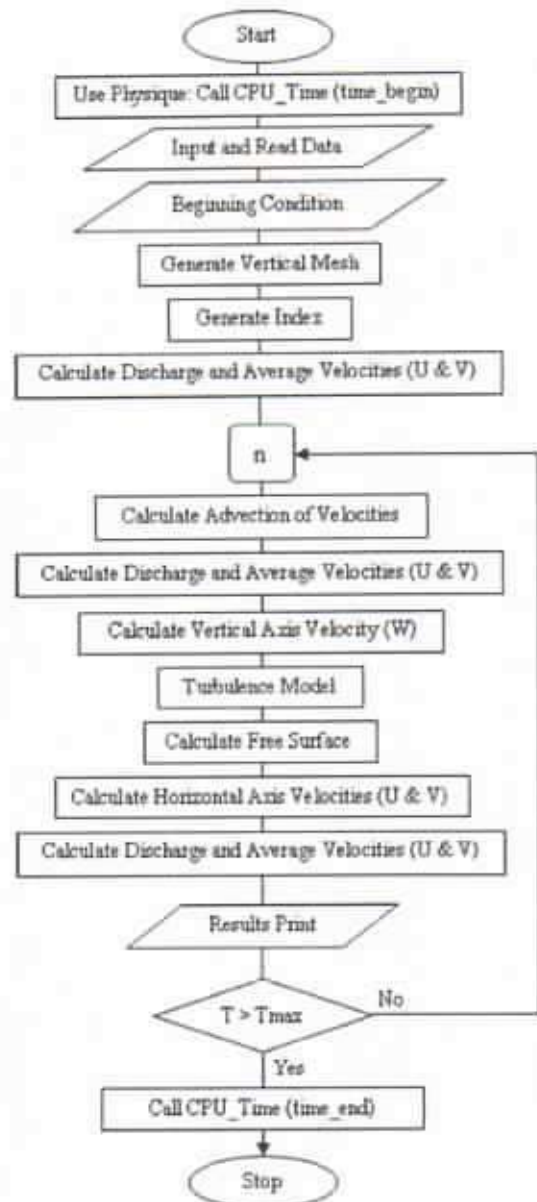 Start
Use Physique: Call CPU_Time (time_begin)
Input and Read Data
Beginning Condition
Generate Vertical Mesh
Generate Index
Calculate Discharge and Average Velocities (U & V)
n
Calculate Advection of Velocities
Calculate Discharge and Average Velocities (U & V)
Calculate Vertical Axis Velocity (W)
Turbulence Model
Calculate Free Surface
Calculate Horizontal Axis Velocities (U & V)
Calculate Discharge and Average Velocities (U & V)
Results Print
T > Tmax
No
Yes
Call CPU_Time (time_end)
Stop